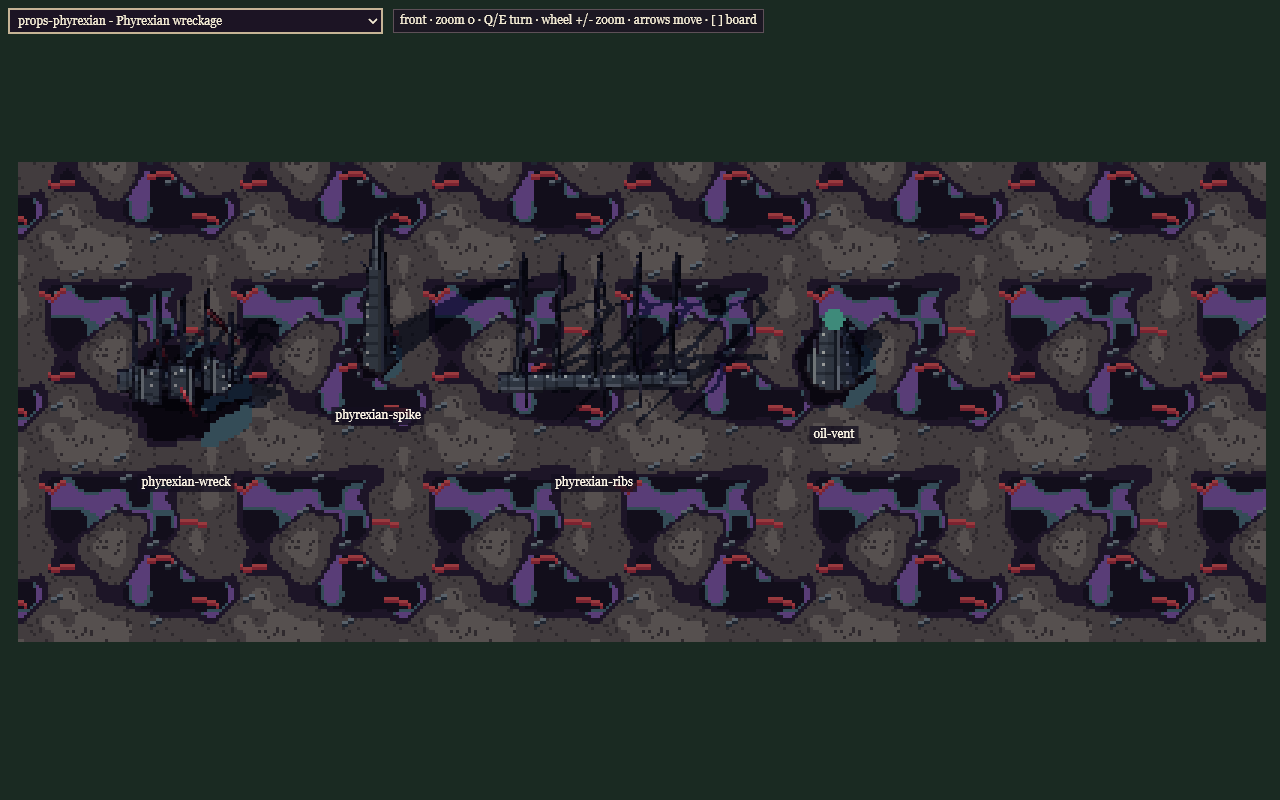 props-phyrexian - Phyrexian wreckage
front · zoom 0 · Q/E turn · wheel +/- zoom · arrows move · [ ] board
phyrexian-spike
oil-vent
phyrexian-wreck
phyrexian-ribs